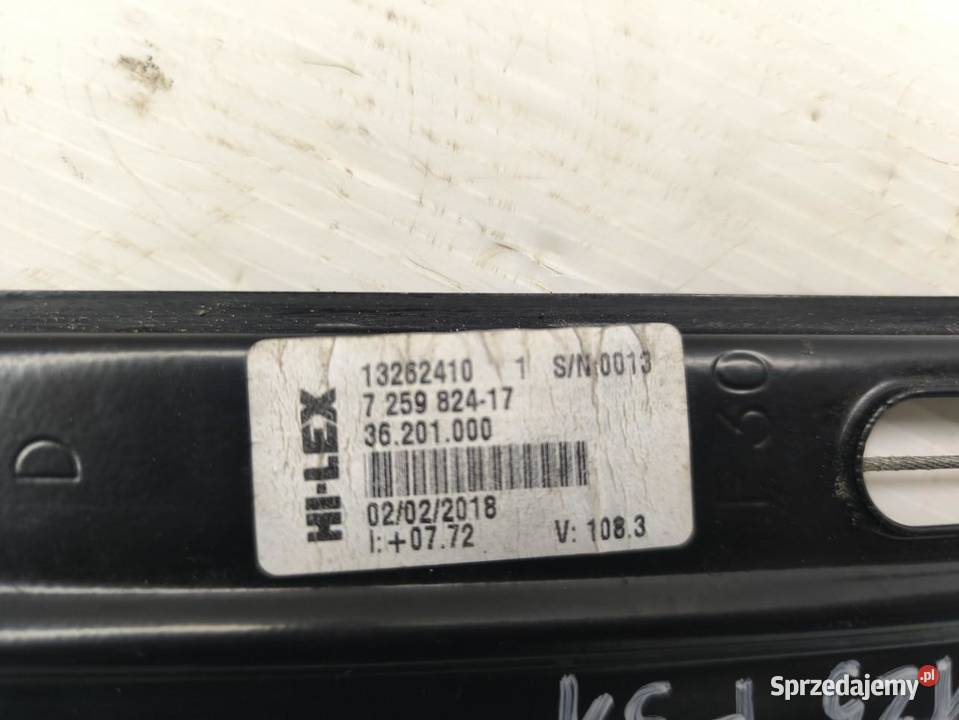 HI-LEX
13262410 1 S/N:0013
7 259 824-17
36.201.000
02/02/2018
I:+07.72 V: 108.3
D
Sprzedajemy.pl